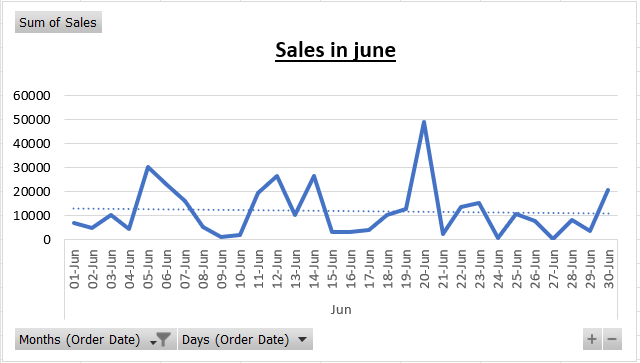 Sum of Sales
Sales in june
60000
50000
40000
30000
20000
10000
0
01-Jun
02-Jun
03-Jun
04-Jun
05-Jun
06-Jun
07-Jun
08-Jun
09-Jun
10-Jun
11-Jun
12-Jun
13-Jun
14-Jun
15-Jun
16-Jun
17-Jun
18-Jun
19-Jun
20-Jun
21-Jun
22-Jun
23-Jun
24-Jun
25-Jun
26-Jun
27-Jun
28-Jun
29-Jun
30-Jun
Jun
Months (Order Date) Days (Order Date) + −